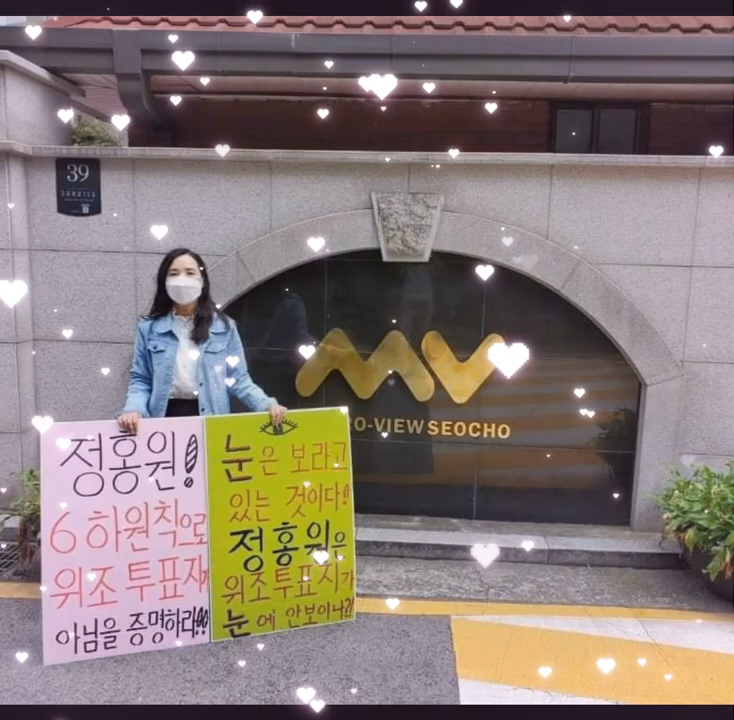 39
정홍원!
6하원칙으로
위조투표지
아님을 증명하라!!
눈은 보라고
있는 것이다!
정홍원은
위조투표지가
눈에 안보이나?!
CO-VIEW SEOCHO